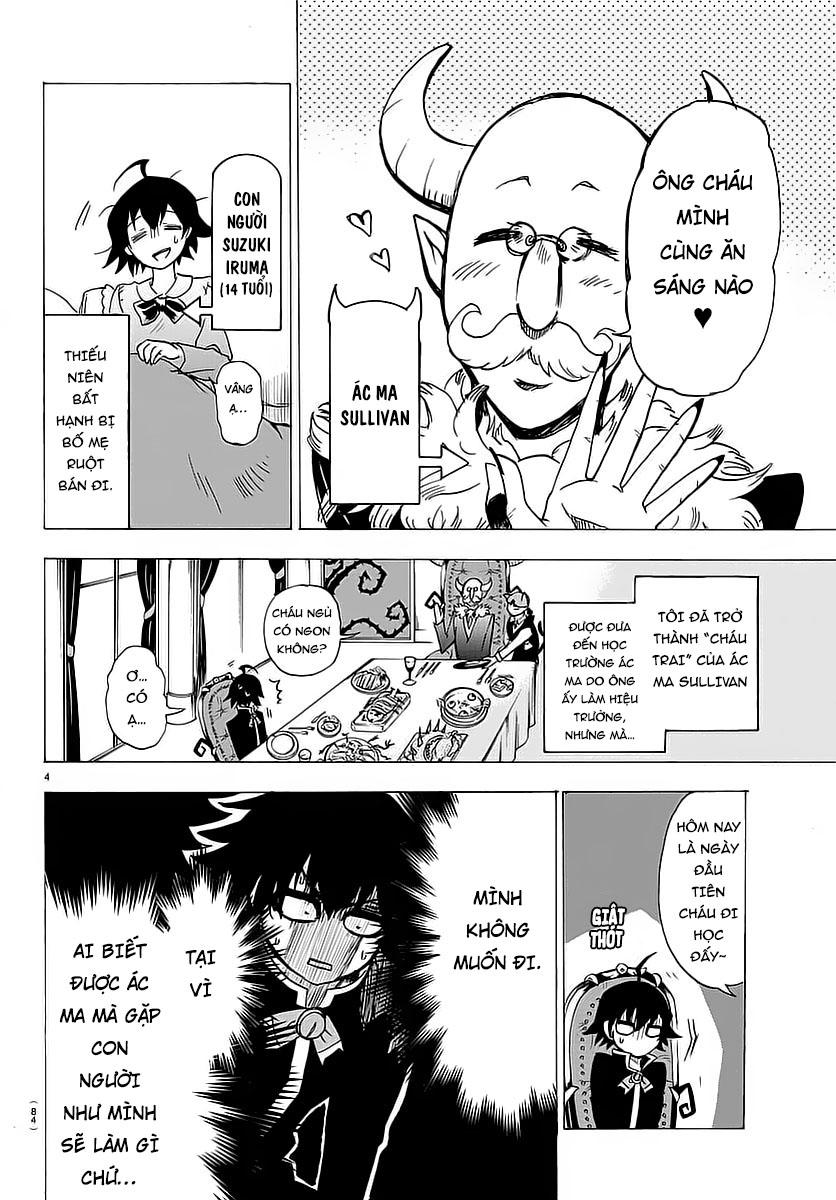 ÔNG CHÁU
MÌNH
CÙNG ĂN
SÁNG NÀO
♥
ÁC MA
SULLIVAN
CON
NGƯỜI
SUZUKI
IRUMA
(14 TUỔI)
VÂNG
Ạ...
THIẾU
NIÊN
BẤT
HẠNH BỊ
BỐ MẸ
RUỘT
BÁN ĐI.
TÔI ĐÃ TRỞ
THÀNH "CHÁU
TRAI" CỦA ÁC
MA SULLIVAN
ĐƯỢC ĐƯA
ĐẾN HỌC
TRƯỜNG ÁC
MA DO ÔNG
ẤY LÀM HIỆU
TRƯỞNG,
NHƯNG MÀ...
CHÁU NGỦ
CÓ NGON
KHÔNG?
Ơ...
CÓ
Ạ...
4
HÔM NAY
LÀ NGÀY
ĐẦU
TIÊN
CHÁU ĐI
HỌC
ĐẤY~
GIẬT
THÓT
MÌNH
KHÔNG
MUỐN ĐI.
TẠI
VÌ
AI BIẾT
ĐƯỢC ÁC
MA MÀ GẶP
CON
NGƯỜI
NHƯ MÌNH
SẼ LÀM GÌ
CHỨ...
(84)